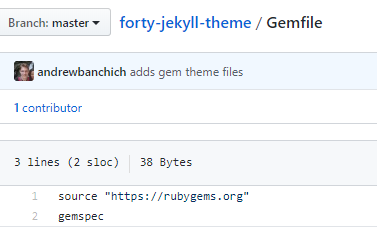 Branch: master forty-jekyll-theme / Gemfile
andrewbanchich adds gem theme files
1 contributor
3 lines (2 sloc) 38 Bytes
1 source "https://rubygems.org"
2 gemspec